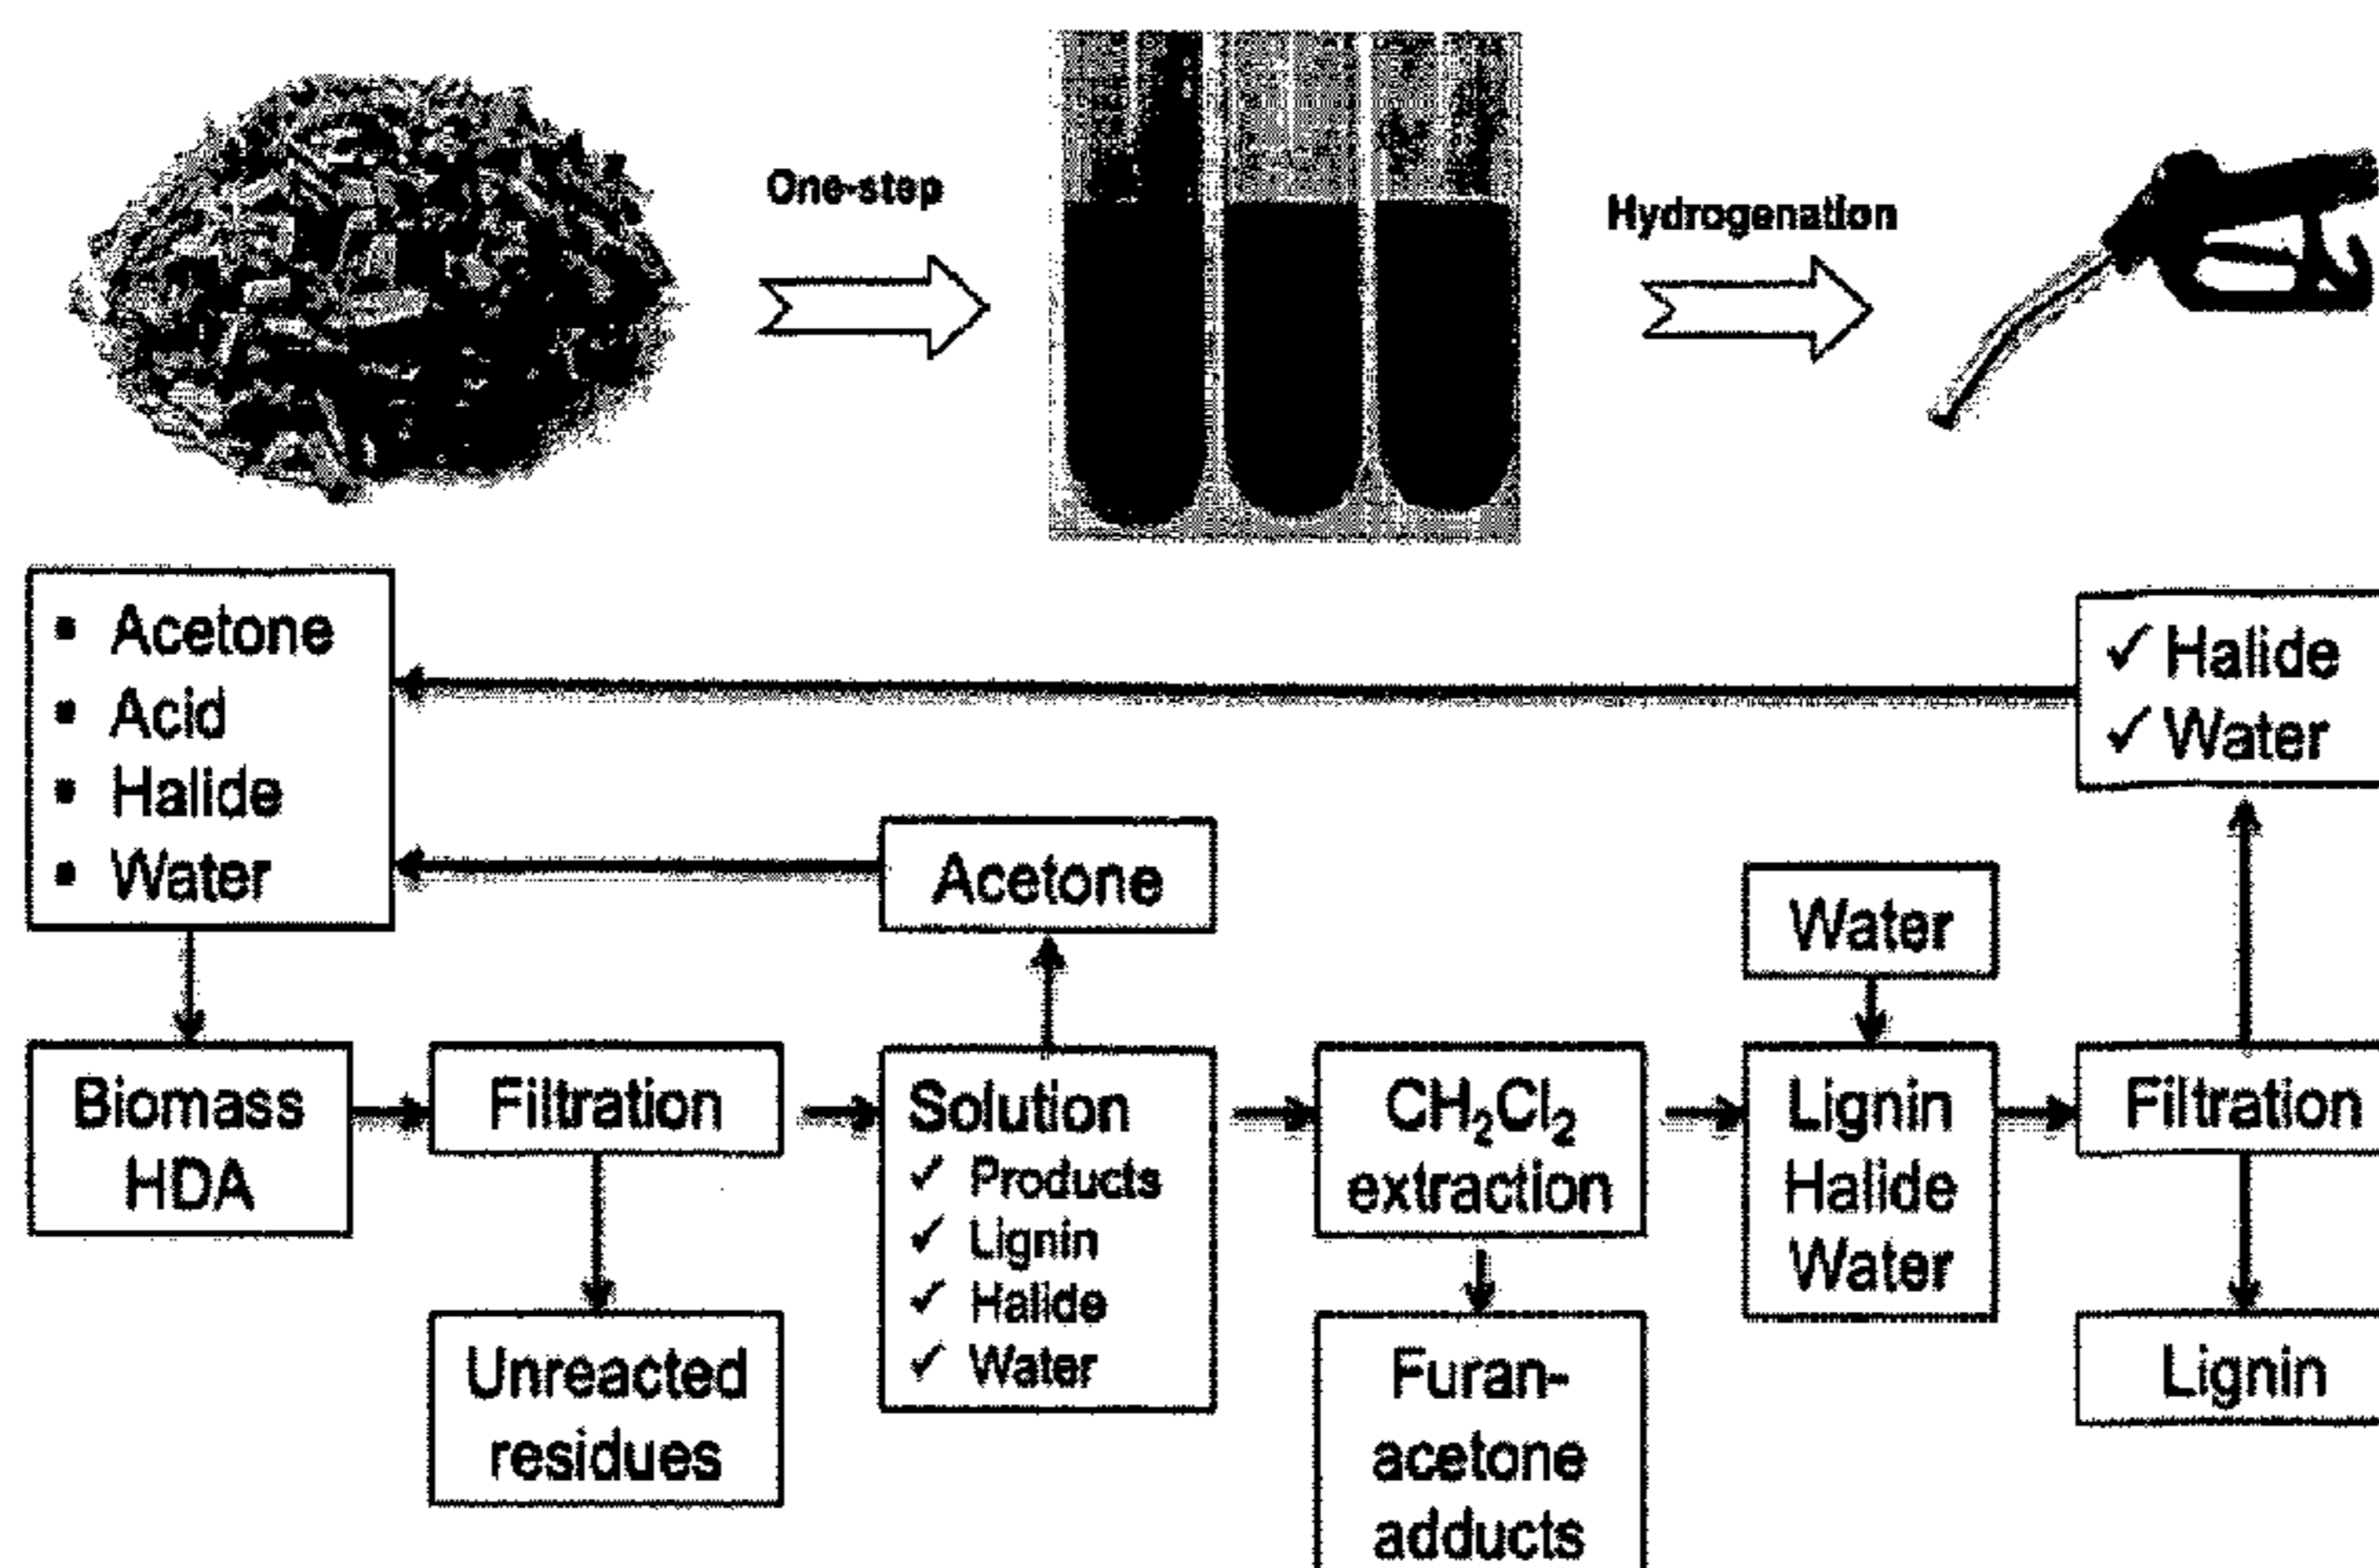 One-step
Hydrogenation
▪ Acetone
▪ Acid
▪ Halide
▪ Water
✓ Halide
✓ Water
Acetone
Water
Biomass
HDA
Filtration
Solution
✓ Products
✓ Lignin
✓ Halide
✓ Water
CH₂Cl₂
extraction
Lignin
Halide
Water
Filtration
Unreacted
residues
Furan-
acetone
adducts
Lignin